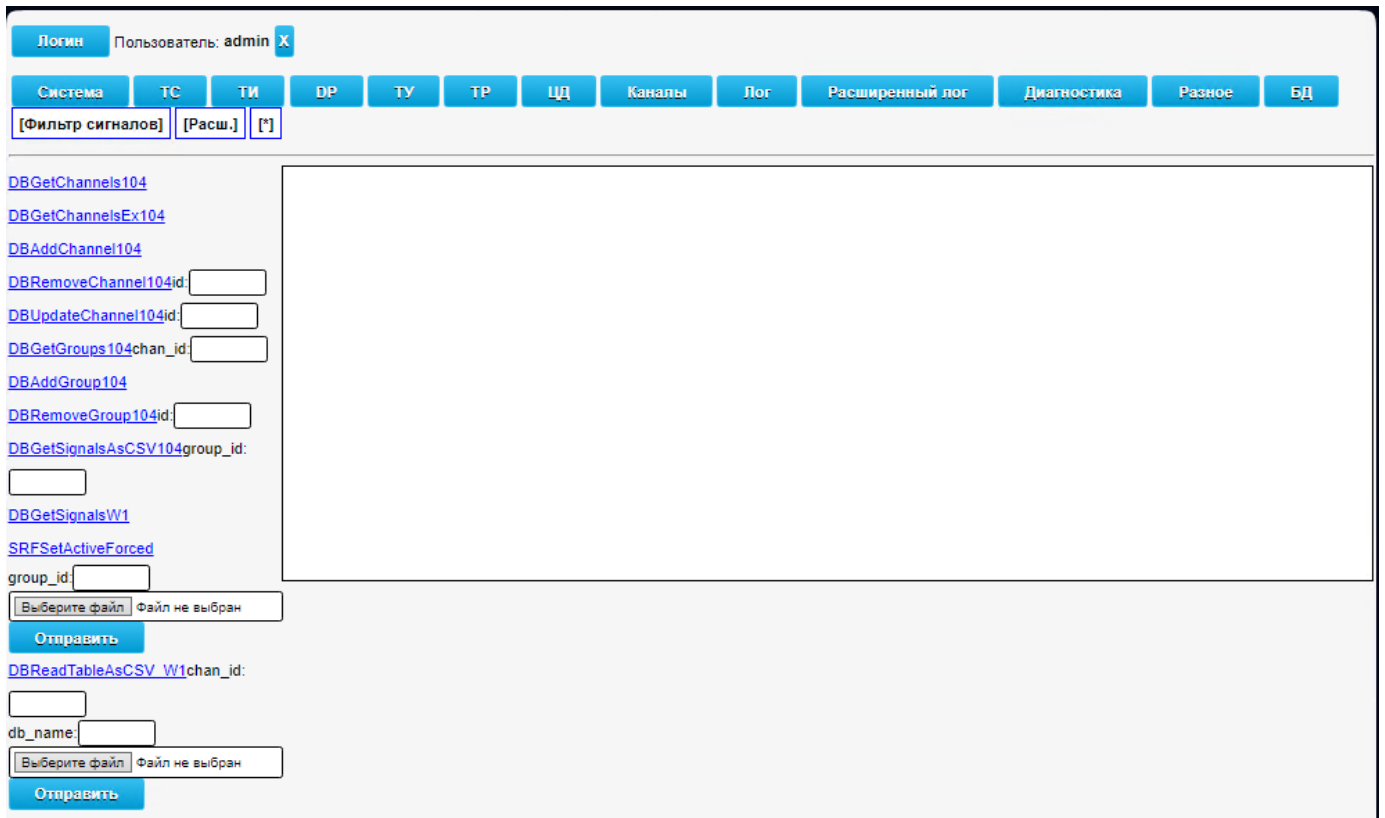 Логин Пользователь: admin X
Система ТС ТИ DP ТУ ТР ЦД Каналы Лог Расширенный лог Диагностика Разное БД
[Фильтр сигналов] [Расш.] [*]
DBGetChannels104
DBGetChannelsEx104
DBAddChannel104
DBRemoveChannel104id:
DBUpdateChannel104id:
DBGetGroups104chan_id:
DBAddGroup104
DBRemoveGroup104id:
DBGetSignalsAsCSV104group_id:
DBGetSignalsW1
SRFSetActiveForced
group_id:
Выберите файл Файл не выбран
Отправить
DBReadTableAsCSV_W1chan_id:
db_name:
Выберите файл Файл не выбран
Отправить